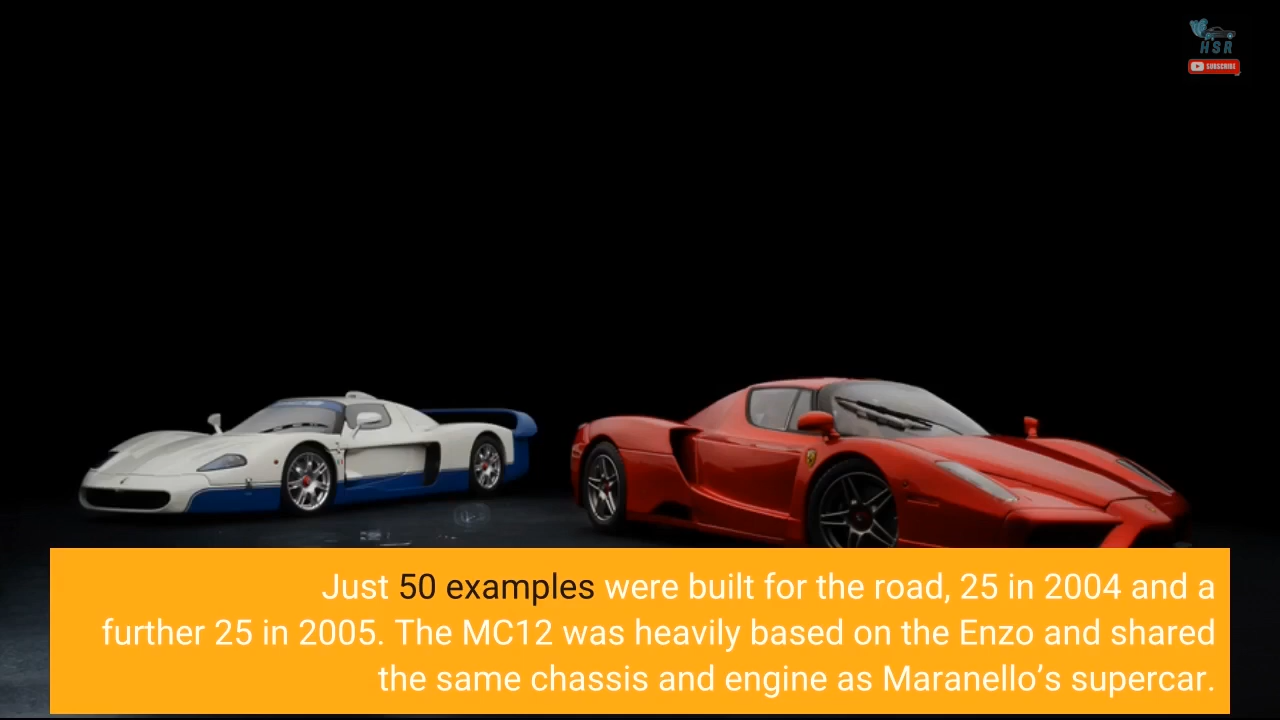 HSR
SUBSCRIBE
Just 50 examples were built for the road, 25 in 2004 and a
further 25 in 2005. The MC12 was heavily based on the Enzo and shared
the same chassis and engine as Maranello’s supercar.